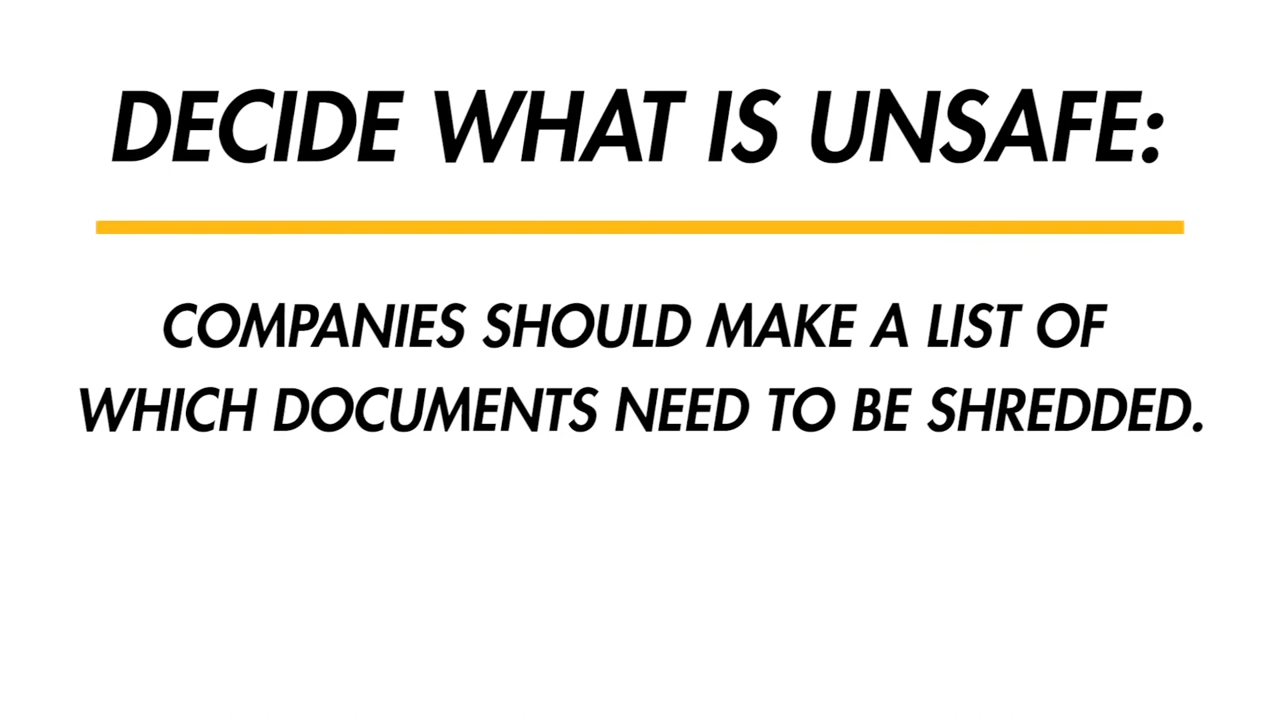 DECIDE WHAT IS UNSAFE:
COMPANIES SHOULD MAKE A LIST OF
WHICH DOCUMENTS NEED TO BE SHREDDED.